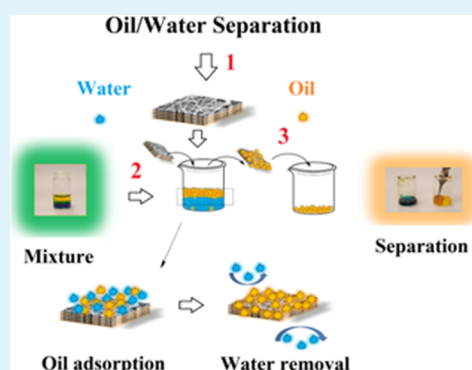 Oil/Water Separation
1
Water
Oil
2
3
Mixture
Separation
Oil adsorption
Water removal